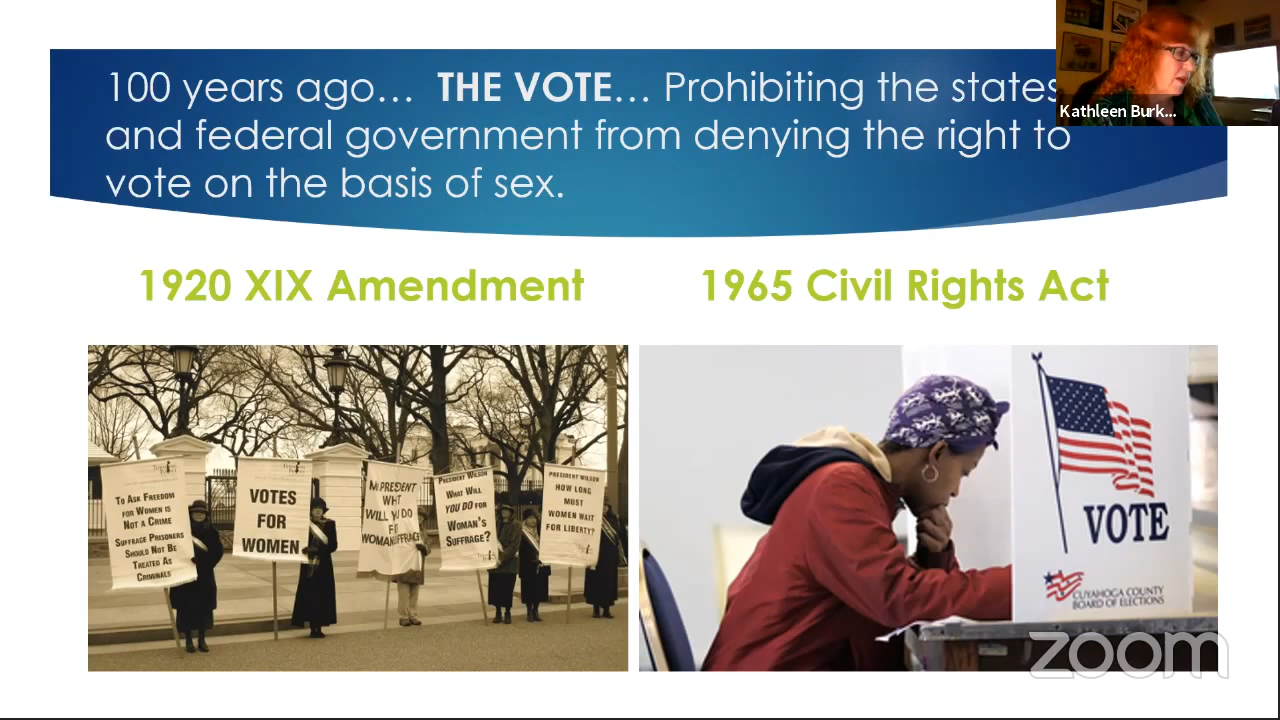 100 years ago… THE VOTE… Prohibiting the states
and federal government from denying the right to
vote on the basis of sex.
Kathleen Burk...
1920 XIX Amendment
1965 Civil Rights Act
TO ASK FREEDOM
FOR WOMEN IS
NOT A CRIME
SUFFRAGE PRISONERS
SHOULD NOT BE
TREATED AS
CRIMINALS
VOTES
FOR
WOMEN
MR PRESIDENT
WHAT
WILL YOU DO
FOR
WOMAN SUFFRAGE
PRESIDENT WILSON
WHAT WILL
YOU DO FOR
WOMAN'S
SUFFRAGE?
PRESIDENT WILSON
HOW LONG
MUST
WOMEN WAIT
FOR LIBERTY?
VOTE
CUYAHOGA COUNTY
BOARD OF ELECTIONS
zoom